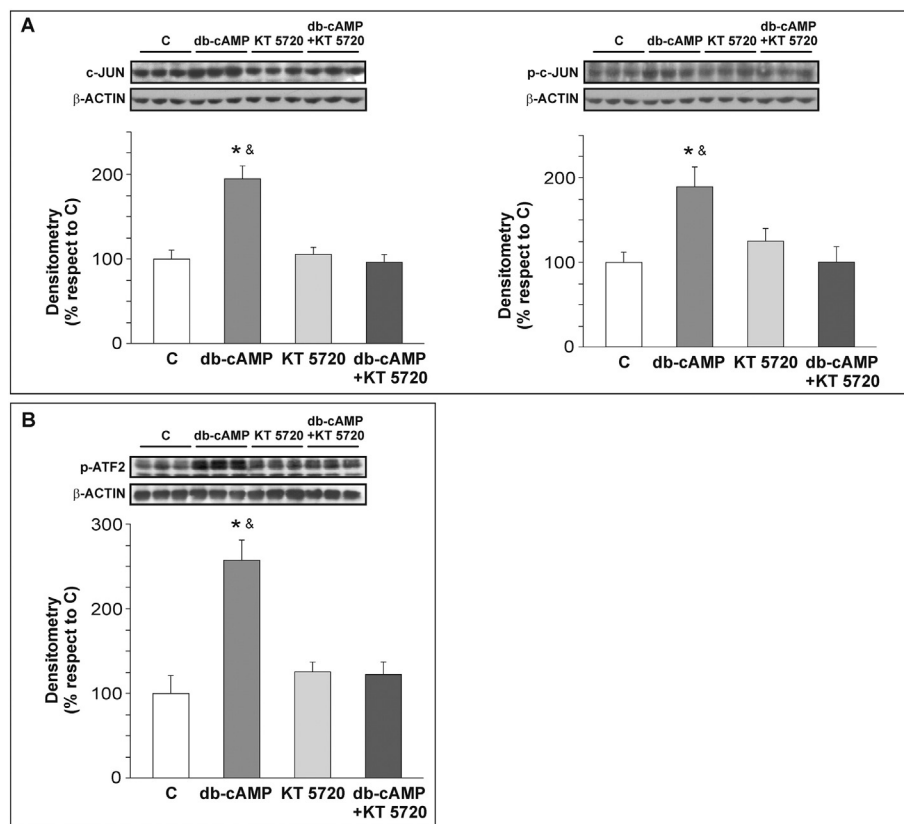 A
C db-cAMP KT 5720 db-cAMP
+KT 5720
c-JUN
β-ACTIN
* &
200
100
0
Densitometry
(% respect to C)
C db-cAMP KT 5720 db-cAMP
+KT 5720
C db-cAMP KT 5720 db-cAMP
+KT 5720
p-c-JUN
β-ACTIN
* &
200
100
0
Densitometry
(% respect to C)
C db-cAMP KT 5720 db-cAMP
+KT 5720
B
C db-cAMP KT 5720 db-cAMP
+KT 5720
p-ATF2
β-ACTIN
* &
300
200
100
0
Densitometry
(% respect to C)
C db-cAMP KT 5720 db-cAMP
+KT 5720